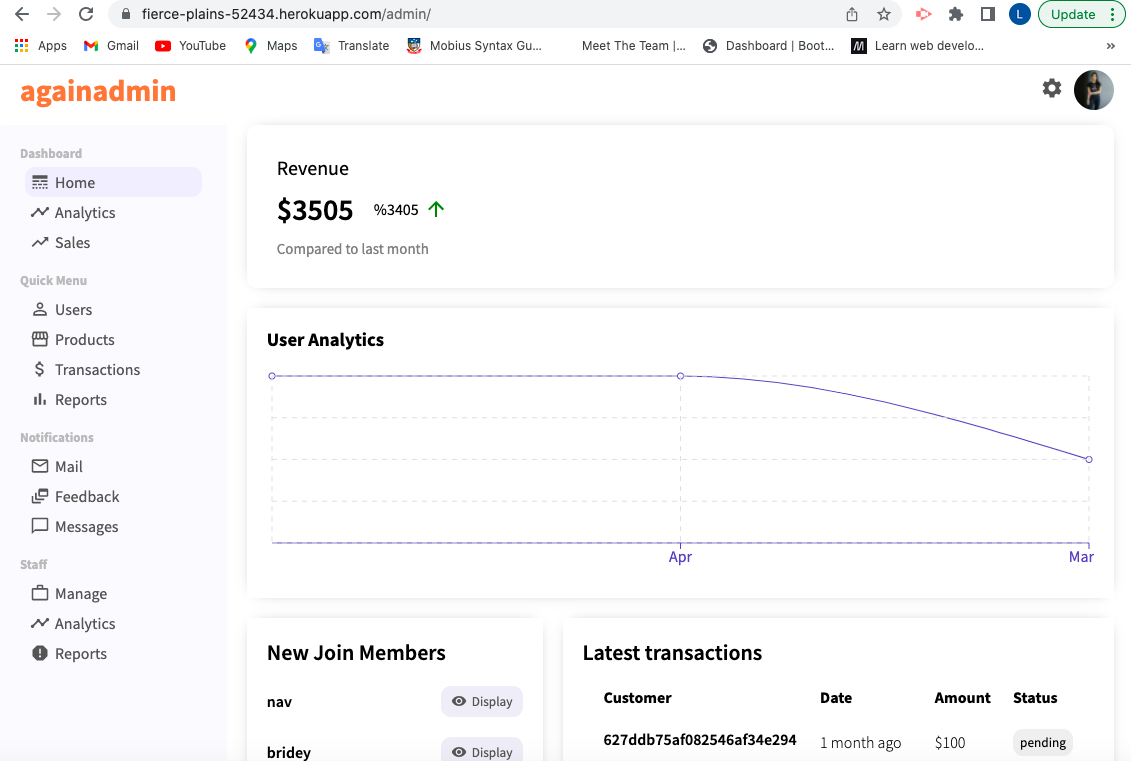 fierce-plains-52434.herokuapp.com/admin/
L
Update
Apps Gmail YouTube Maps Translate Mobius Syntax Gu... Meet The Team |... Dashboard | Boot... Learn web develo... »
againadmin
Dashboard
Home
Analytics
Sales
Quick Menu
Users
Products
Transactions
Reports
Notifications
Mail
Feedback
Messages
Staff
Manage
Analytics
Reports
Revenue
$3505 %3405
Compared to last month
User Analytics
Apr Mar
New Join Members
nav Display
bridey Display
Latest transactions
Customer Date Amount Status
627ddb75af082546af34e294 1 month ago $100 pending